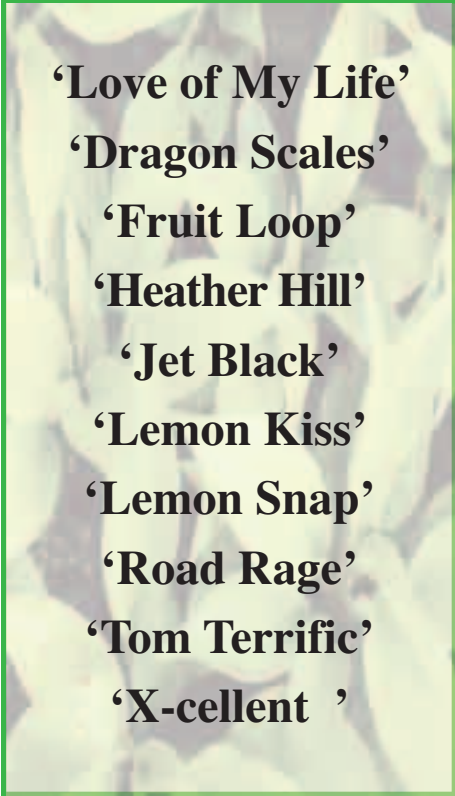 ‘Love of My Life’
‘Dragon Scales’
‘Fruit Loop’
‘Heather Hill’
‘Jet Black’
‘Lemon Kiss’
‘Lemon Snap’
‘Road Rage’
‘Tom Terrific’
‘X-cellent ’